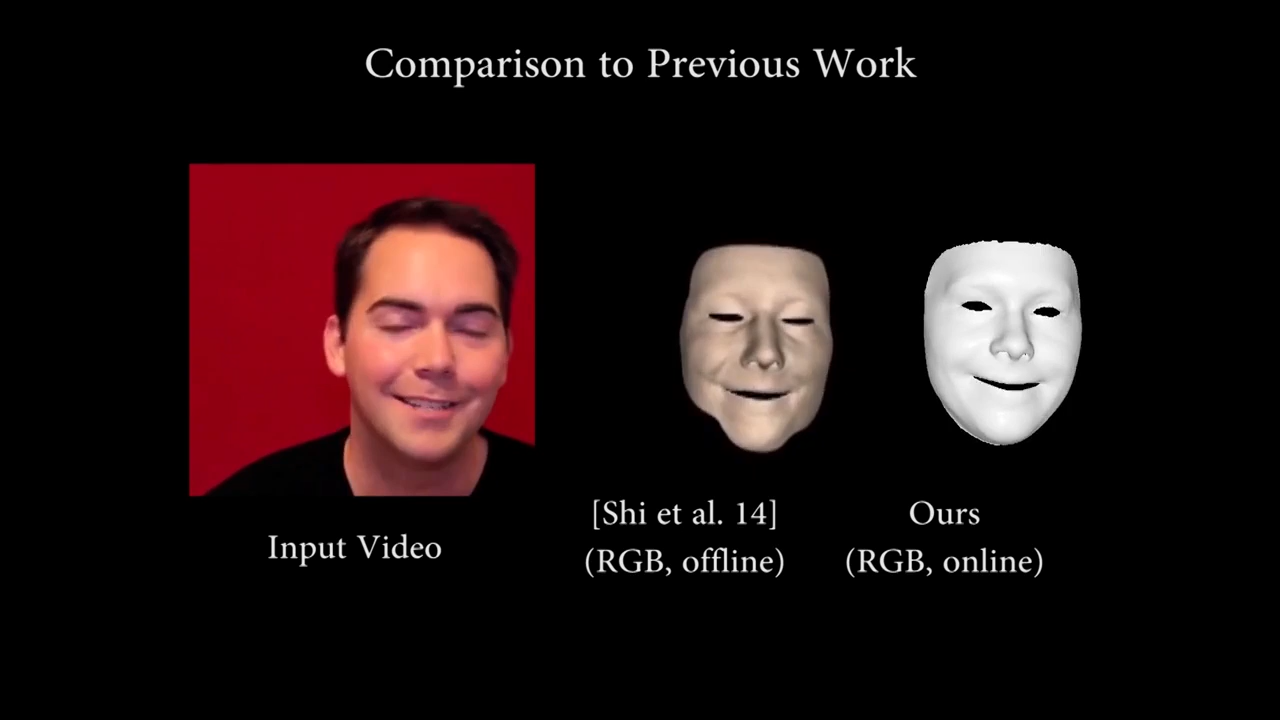 Comparison to Previous Work
Input Video
[Shi et al. 14]
(RGB, offline)
Ours
(RGB, online)